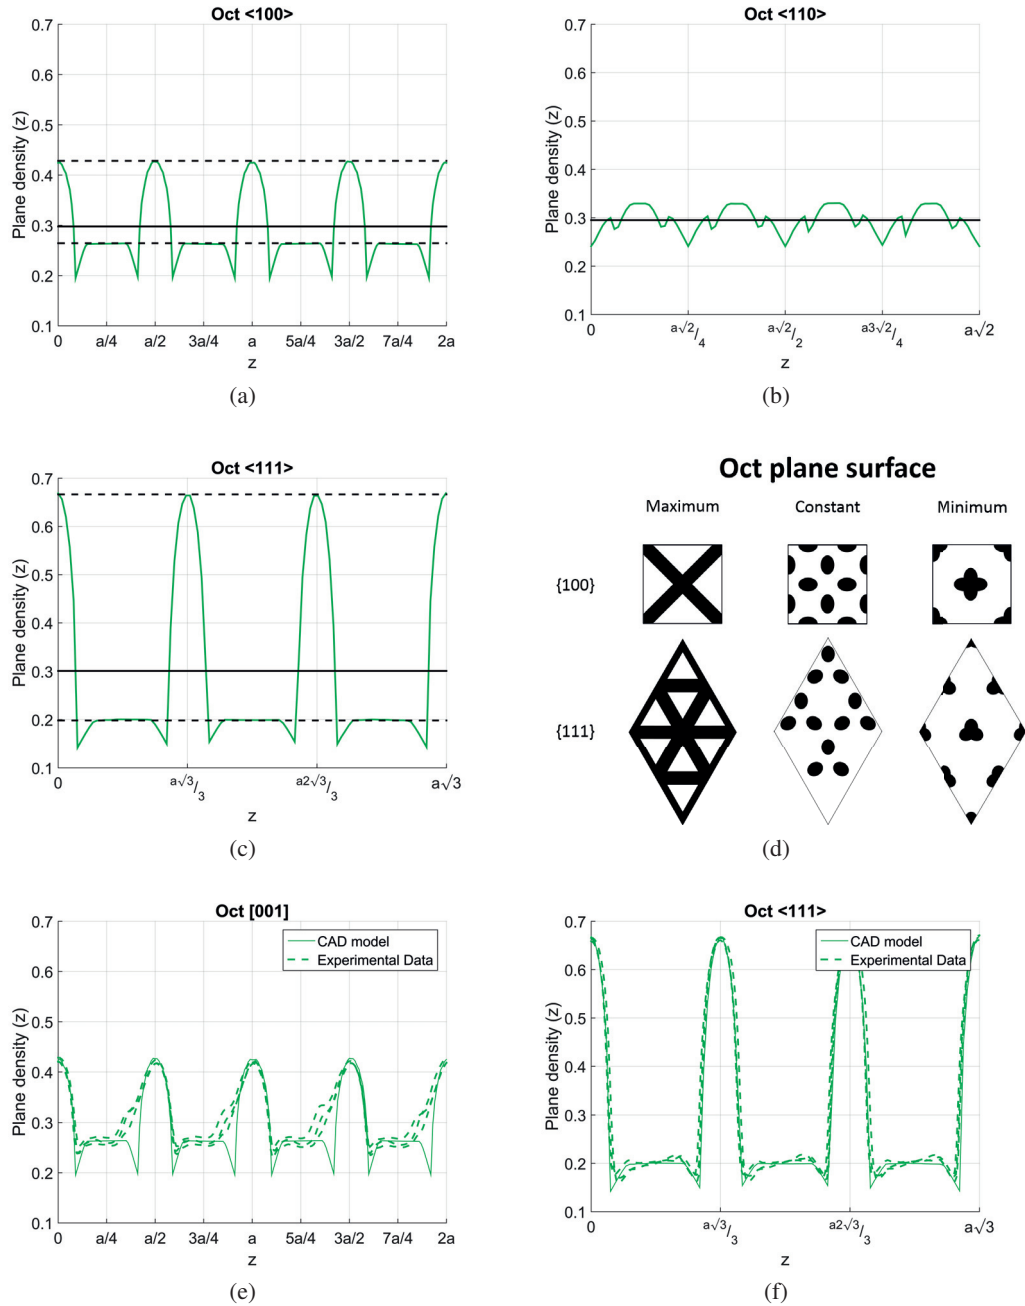 Oct <100>
Plane density (z)
0.7
0.6
0.5
0.4
0.3
0.2
0.1
0 a/4 a/2 3a/4 a 5a/4 3a/2 7a/4 2a
z
(a)
Oct <110>
Plane density (z)
0.7
0.6
0.5
0.4
0.3
0.2
0.1
0 a√2/4 a√2/2 a3√2/4 a√2
z
(b)
Oct <111>
Plane density (z)
0.7
0.6
0.5
0.4
0.3
0.2
0.1
0 a√3/3 a2√3/3 a√3
z
(c)
Oct plane surface
Maximum Constant Minimum
{100}
{111}
(d)
Oct [001]
CAD model
Experimental Data
Plane density (z)
0.7
0.6
0.5
0.4
0.3
0.2
0.1
0 a/4 a/2 3a/4 a 5a/4 3a/2 7a/4 2a
z
(e)
Oct <111>
CAD model
Experimental Data
Plane density (z)
0.7
0.6
0.5
0.4
0.3
0.2
0.1
0 a√3/3 a2√3/3 a√3
z
(f)